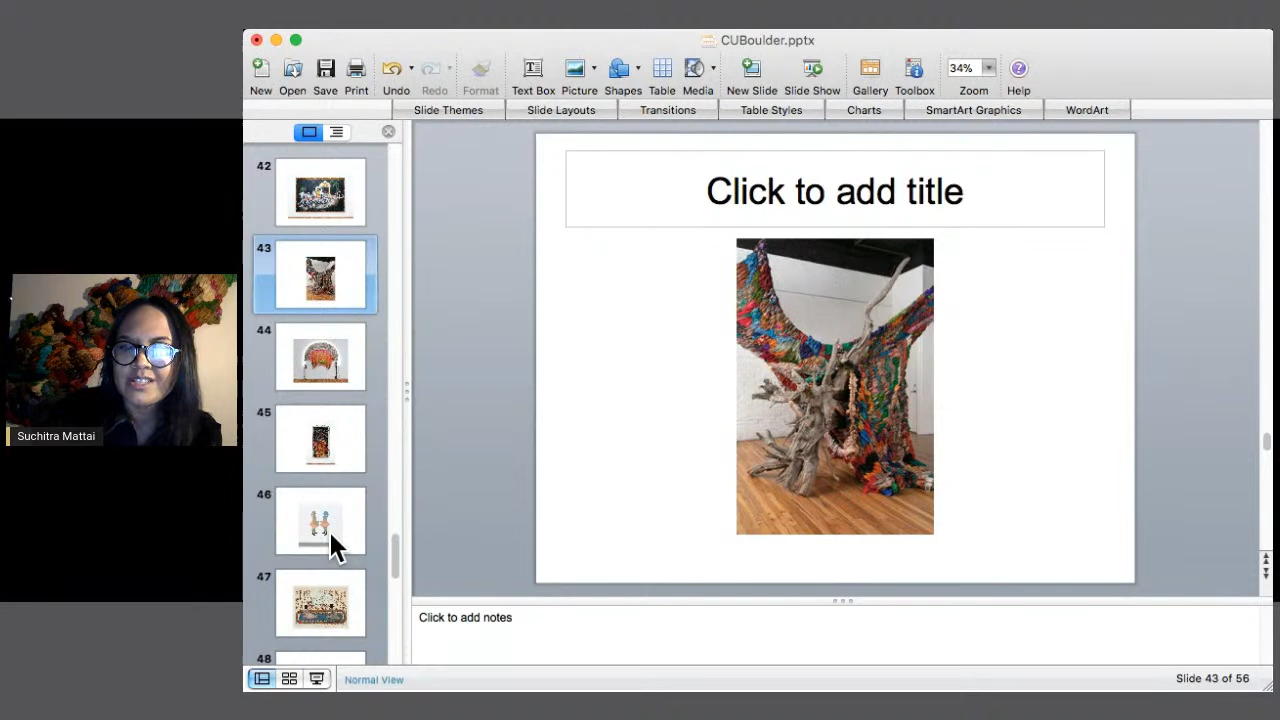 CUBoulder.pptx
New Open Save Print Undo Redo Format Text Box Picture Shapes Table Media New Slide Slide Show Gallery Toolbox Zoom Help
34%
Slide Themes Slide Layouts Transitions Table Styles Charts SmartArt Graphics WordArt
42
43
44
45
46
47
48
Click to add title
Suchitra Mattai
Click to add notes
Normal View
Slide 43 of 56